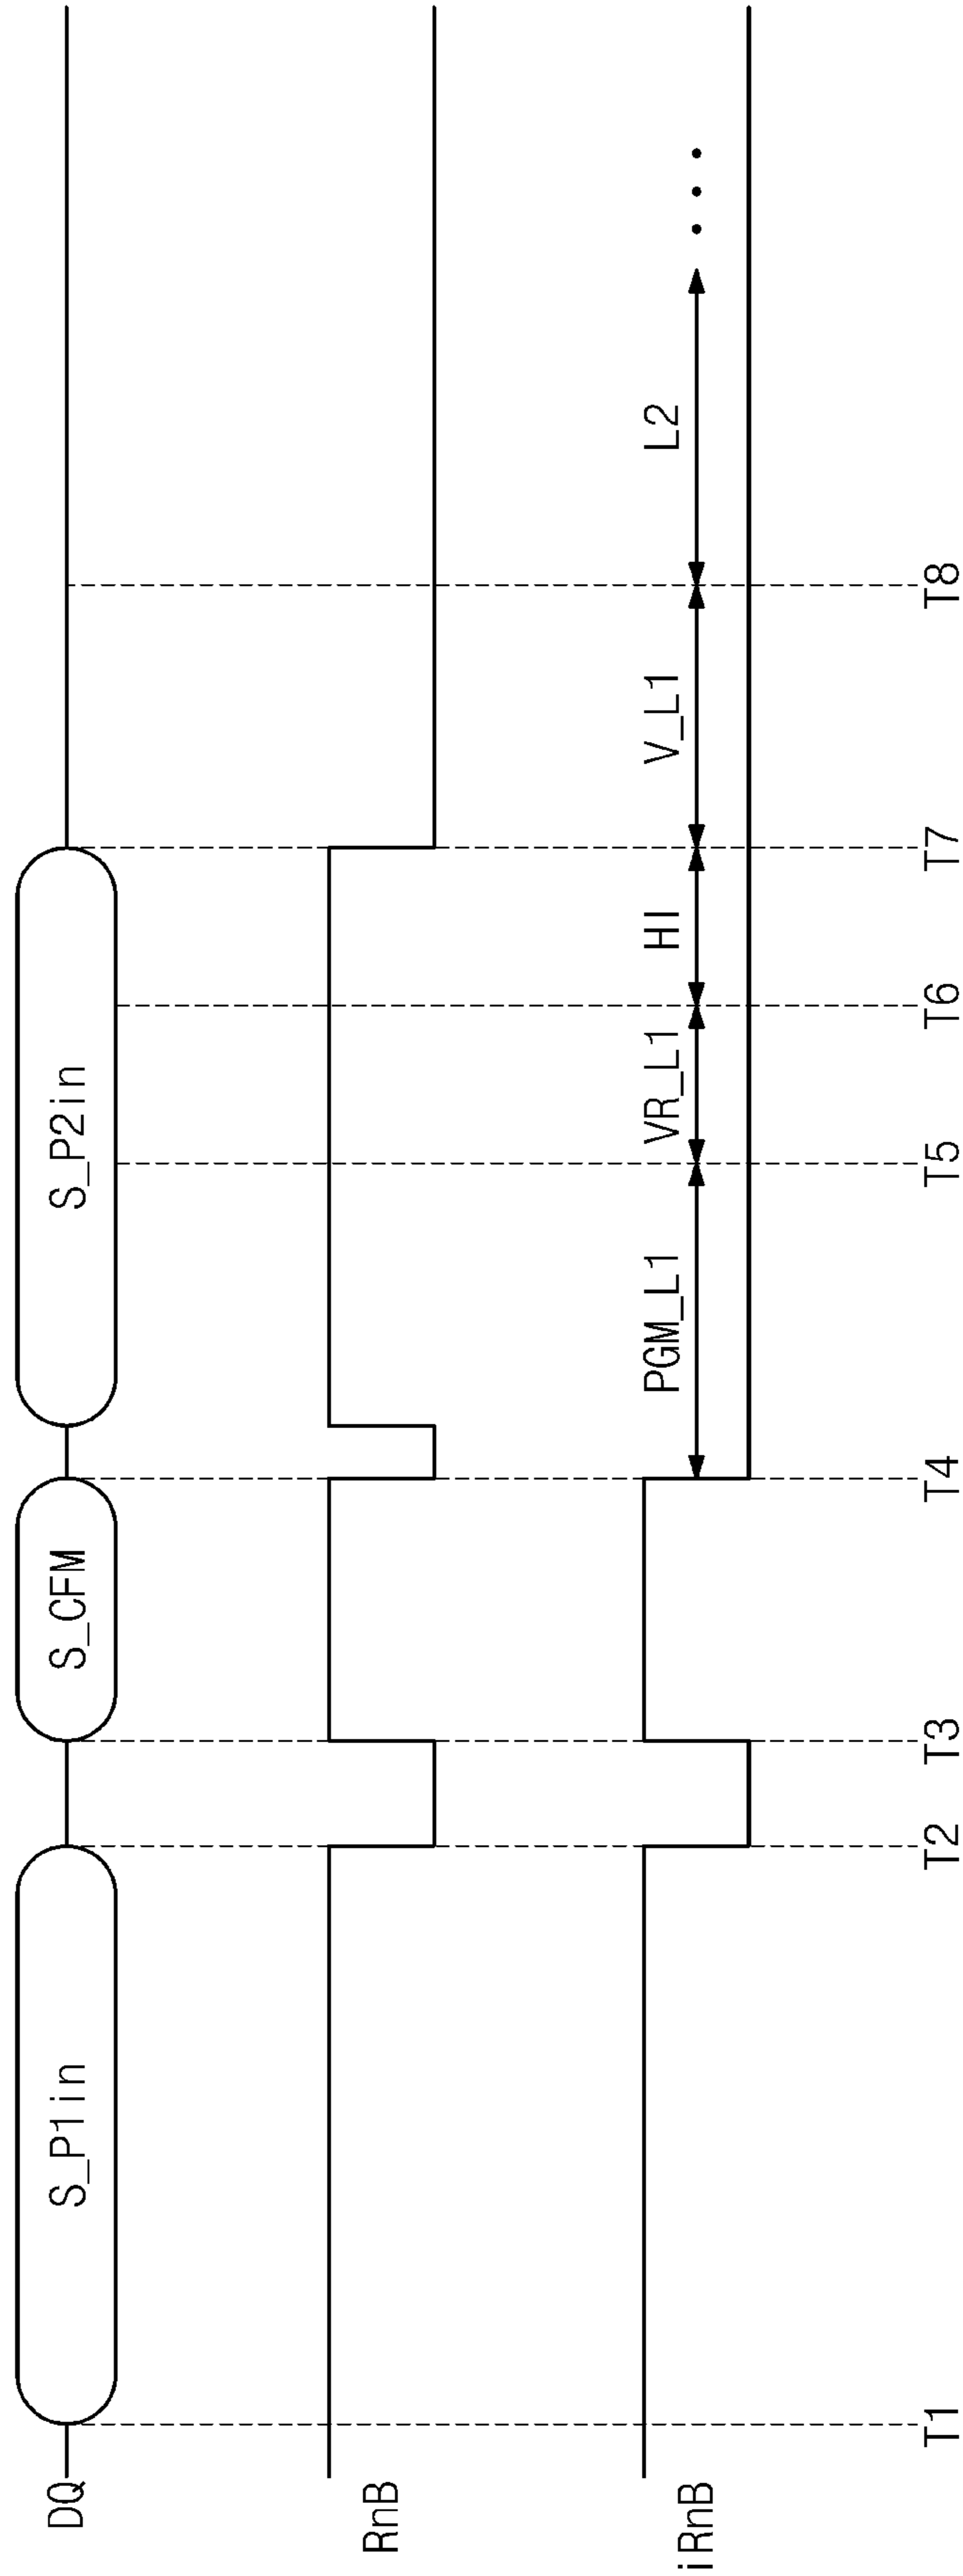 DQ S_P1in S_CFM S_P2in
RnB
iRnB PGM_L1 VR_L1 HI V_L1 L2 • • •
T1 T2 T3 T4 T5 T6 T7 T8